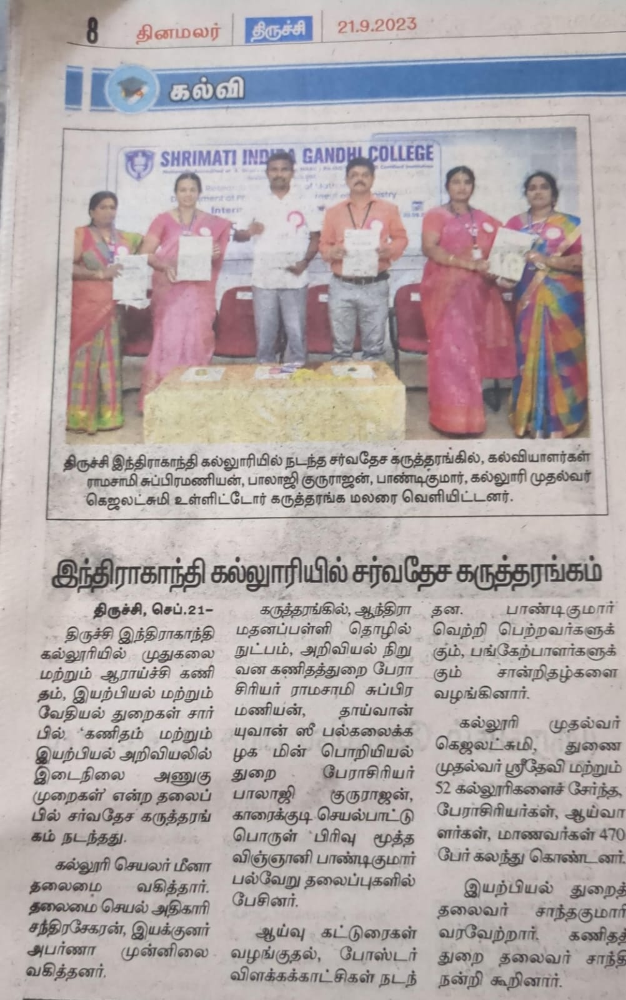 8
தினமலர்
திருச்சி
21.9.2023
கல்வி
SHRIMATI INDIRA GANDHI COLLEGE
திருச்சி இந்திராகாந்தி கல்லூரியில் நடந்த சர்வதேச கருத்தரங்கில், கல்வியாளர்கள்
ராமசாமி சுப்பிரமணியன், பாலாஜி குருராஜன், பாண்டிகுமார், கல்லூரி முதல்வர்
கெஜலட்சுமி உள்ளிட்டோர் கருத்தரங்க மலரை வெளியிட்டனர்.
இந்திராகாந்தி கல்லூரியில் சர்வதேச கருத்தரங்கம்
திருச்சி, செப்.21–
திருச்சி இந்திராகாந்தி
கல்லூரியில் முதுகலை
மற்றும் ஆராய்ச்சி கணி
தம், இயற்பியல் மற்றும்
வேதியல் துறைகள் சார்
பில் 'கணிதம் மற்றும்
இயற்பியல் அறிவியலில்
இடைநிலை அணுகு
முறைகள்' என்ற தலைப்
பில் சர்வதேச கருத்தரங்
கம் நடந்தது.
கல்லூரி செயலர் மீனா
தலைமை வகித்தார்.
தலைமை செயல் அதிகாரி
சந்திரசேகரன், இயக்குனர்
அபர்ணா முன்னிலை
வகித்தனர்.
கருத்தரங்கில், ஆந்திரா
மதனப்பள்ளி தொழில்
நுட்பம், அறிவியல் நிறு
வன கணிதத்துறை பேரா
சிரியர் ராமசாமி சுப்பிர
மணியன், தாய்வான்
யுவான் ஸீ பல்கலைக்க
ழக மின் பொறியியல்
துறை பேராசிரியர்
பாலாஜி குருராஜன்,
காரைக்குடி செயல்பாட்டு
பொருள் பிரிவு மூத்த
விஞ்ஞானி பாண்டிகுமார்
பல்வேறு தலைப்புகளில்
பேசினர்.
ஆய்வு கட்டுரைகள்
வழங்குதல், போஸ்டர்
விளக்கக்காட்சிகள் நடந்
தன. பாண்டிகுமார்
வெற்றி பெற்றவர்களுக்
கும், பங்கேற்பாளர்களுக்
கும் சான்றிதழ்களை
வழங்கினார்.
கல்லூரி முதல்வர்
கெஜலட்சுமி, துணை
முதல்வர் ஸ்ரீதேவி மற்றும்
52 கல்லூரிகளைச் சேர்ந்த,
பேராசிரியர்கள், ஆய்வா
ளர்கள், மாணவர்கள் 470
பேர் கலந்து கொண்டனர்.
இயற்பியல் துறைத்
தலைவர் சாந்தகுமாரி
வரவேற்றார். கணிதத்
துறை தலைவர் சாந்தி
நன்றி கூறினார்.